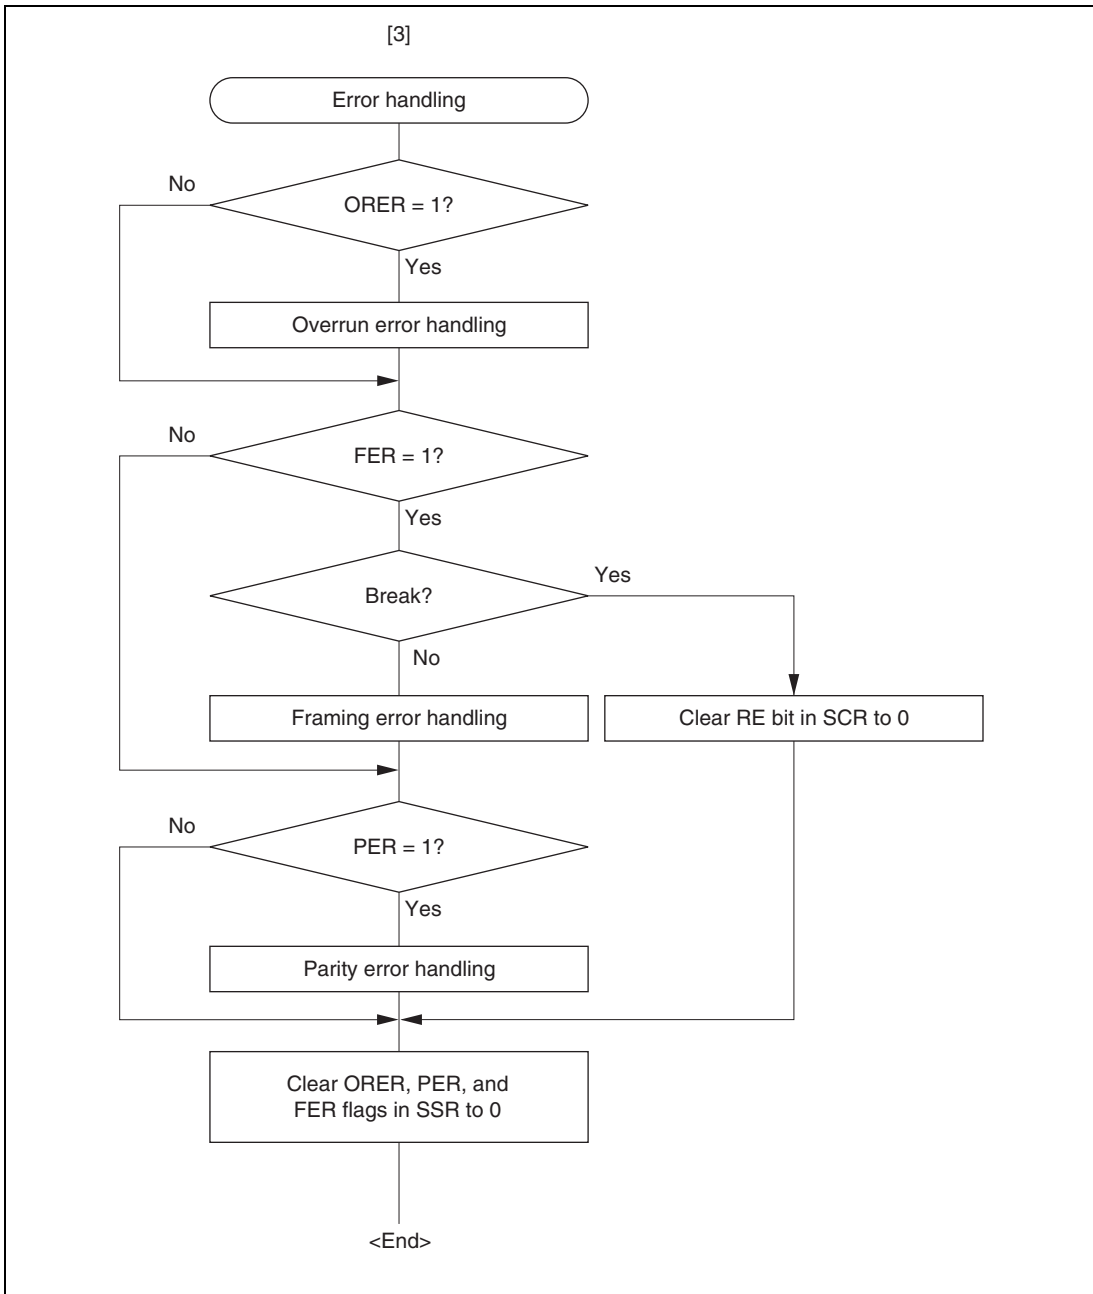 [3]
Error handling
No
ORER = 1?
Yes
Overrun error handling
No
FER = 1?
Yes
Break?
Yes
No
Framing error handling
Clear RE bit in SCR to 0
No
PER = 1?
Yes
Parity error handling
Clear ORER, PER, and
FER flags in SSR to 0
<End>